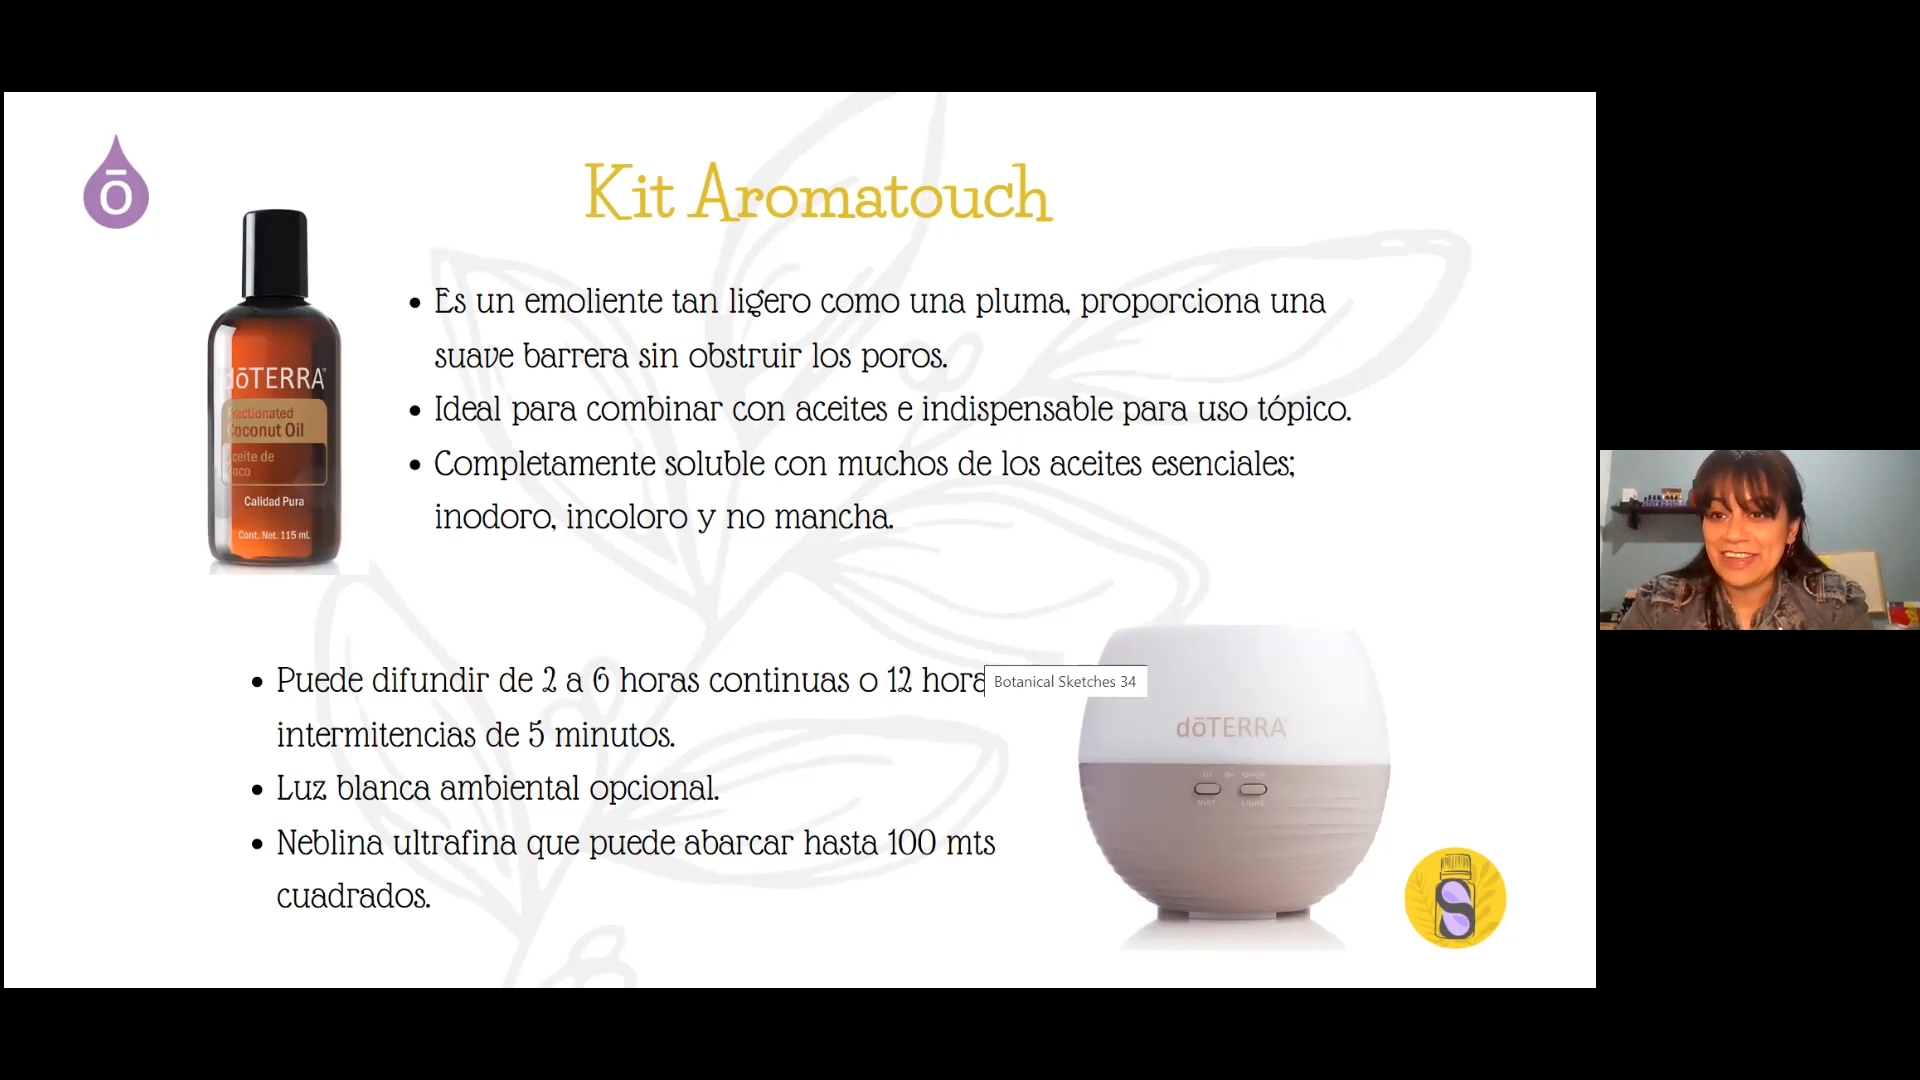 ō
Kit Aromatouch
dōTERRA
Fractionated
Coconut Oil
Aceite de
Coco
Calidad Pura
Cont. Net. 115 mL
• Es un emoliente tan ligero como una pluma, proporciona una
suave barrera sin obstruir los poros.
• Ideal para combinar con aceites e indispensable para uso tópico.
• Completamente soluble con muchos de los aceites esenciales;
inodoro, incoloro y no mancha.
• Puede difundir de 2 a 6 horas continuas o 12 hora
Botanical Sketches 34
intermitencias de 5 minutos.
• Luz blanca ambiental opcional.
• Neblina ultrafina que puede abarcar hasta 100 mts
cuadrados.
dōTERRA
MIST LIGHT
S